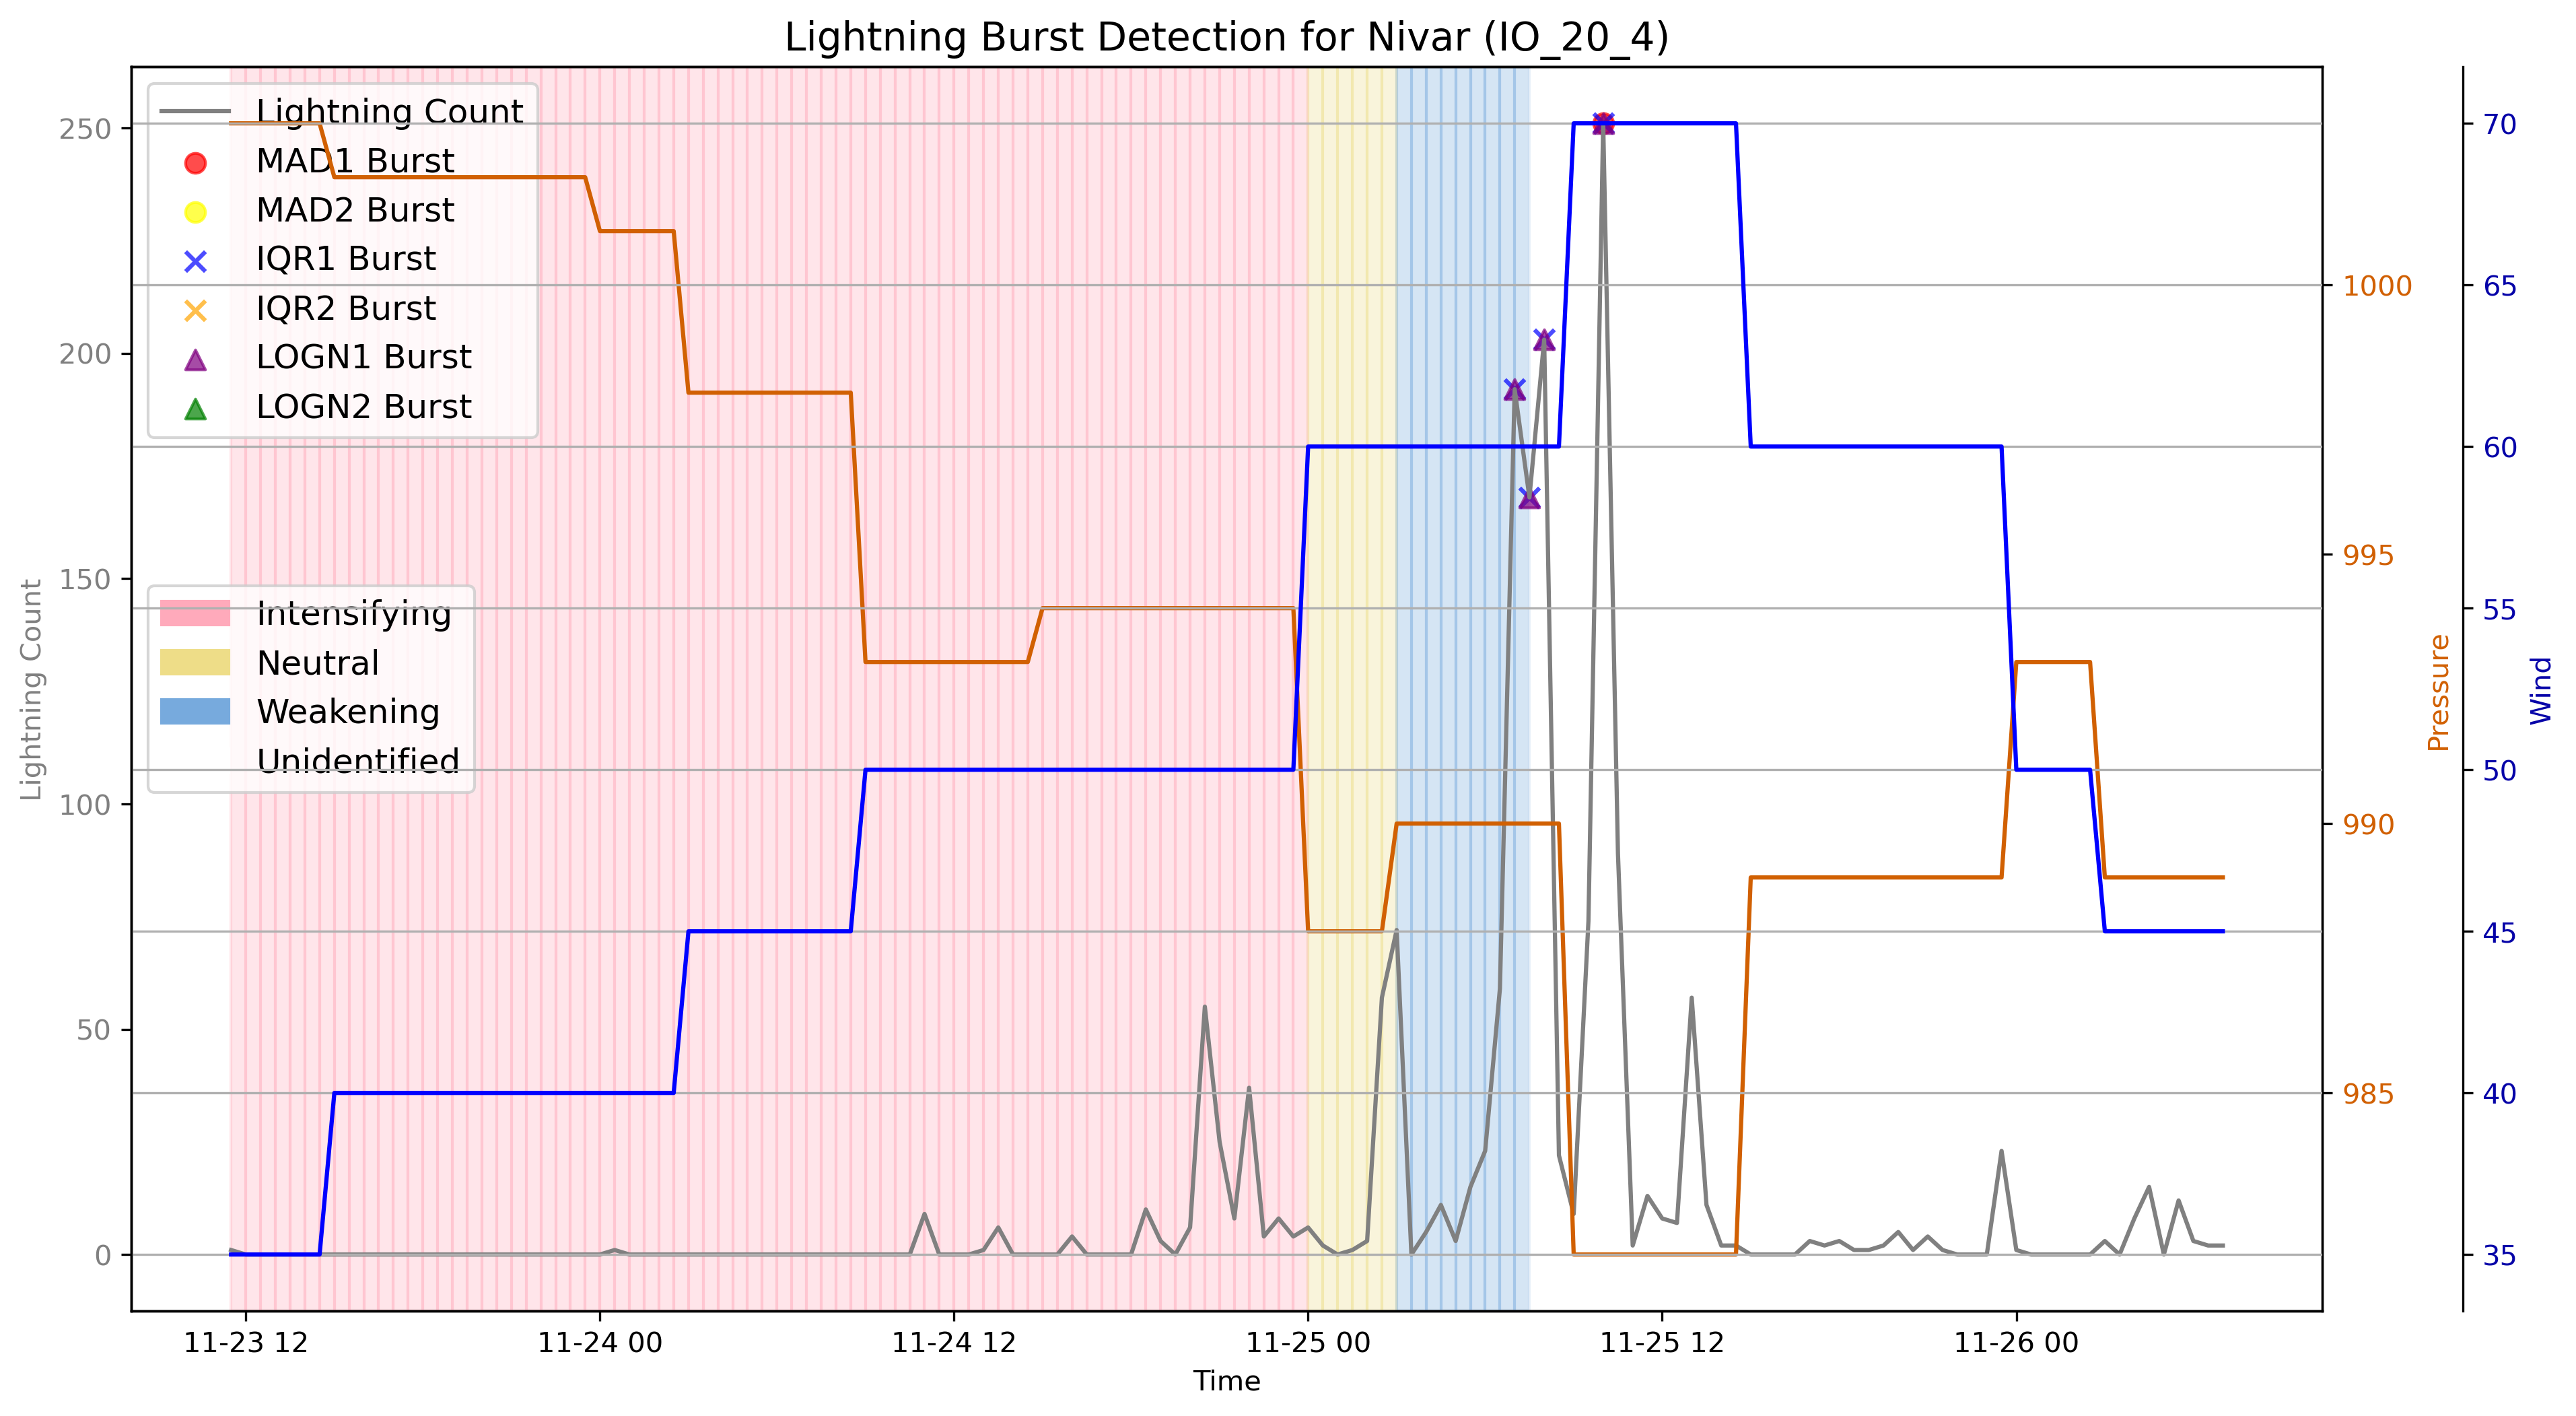 Lightning Burst Detection for Nivar (IO_20_4)
Lightning Count
MAD1 Burst
MAD2 Burst
IQR1 Burst
IQR2 Burst
LOGN1 Burst
LOGN2 Burst
Intensifying
Neutral
Weakening
Unidentified
Lightning Count
250
200
150
100
50
0
1000
995
990
985
Pressure
70
65
60
55
50
45
40
35
Wind
11-23 12
11-24 00
11-24 12
11-25 00
11-25 12
11-26 00
Time